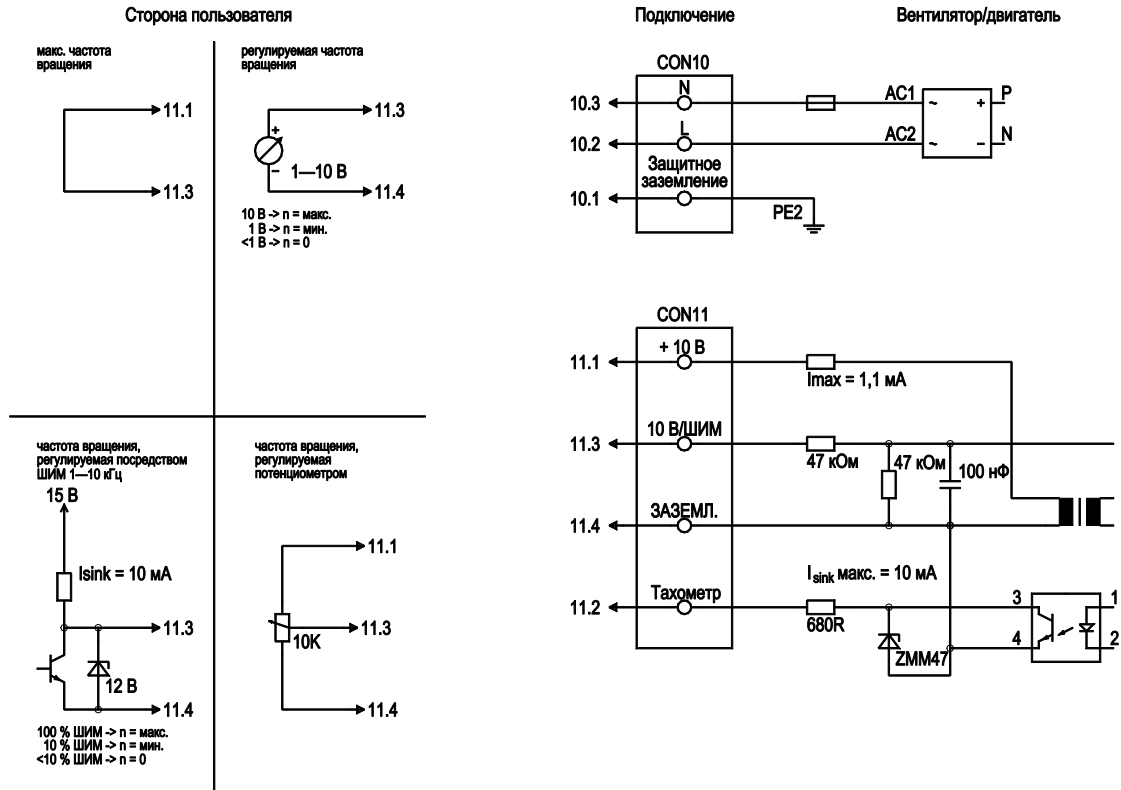 Сторона пользователя
Подключение
Вентилятор/двигатель
макс. частота
вращения
11.1
11.3
регулируемая частота
вращения
11.3
+
−
1—10 В
11.4
10 В -> n = макс.
1 В -> n = мин.
<1 В -> n = 0
частота вращения,
регулируемая посредством
ШИМ 1—10 кГц
15 В
Isink = 10 мА
11.3
12 В
11.4
100 % ШИМ -> n = макс.
10 % ШИМ -> n = мин.
<10 % ШИМ -> n = 0
частота вращения,
регулируемая
потенциометром
11.1
11.3
10K
11.4
CON10
N
10.3
AC1
~ + P
L
10.2
AC2
~ − N
Защитное
заземление
10.1
PE2
CON11
+ 10 В
11.1
Imax = 1,1 мА
10 В/ШИМ
11.3
47 кОм
47 кОм
100 нФ
ЗАЗЕМЛ.
11.4
Isink макс. = 10 мА
Тахометр
11.2
680R
3
1
4
2
ZMM47